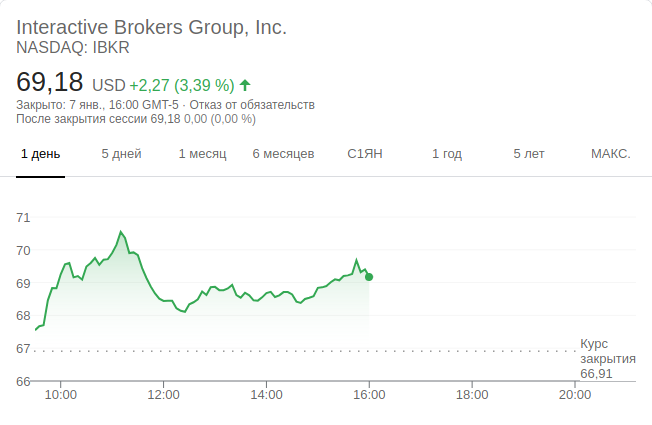 Interactive Brokers Group, Inc.
NASDAQ: IBKR
69,18 USD +2,27 (3,39 %)
Закрыто: 7 янв., 16:00 GMT-5 · Отказ от обязательств
После закрытия сессии 69,18 0,00 (0,00 %)
1 день 5 дней 1 месяц 6 месяцев С1ЯН 1 год 5 лет МАКС.
71
70
69
68
67
66
Курс
закрытия
66,91
10:00 12:00 14:00 16:00 18:00 20:00